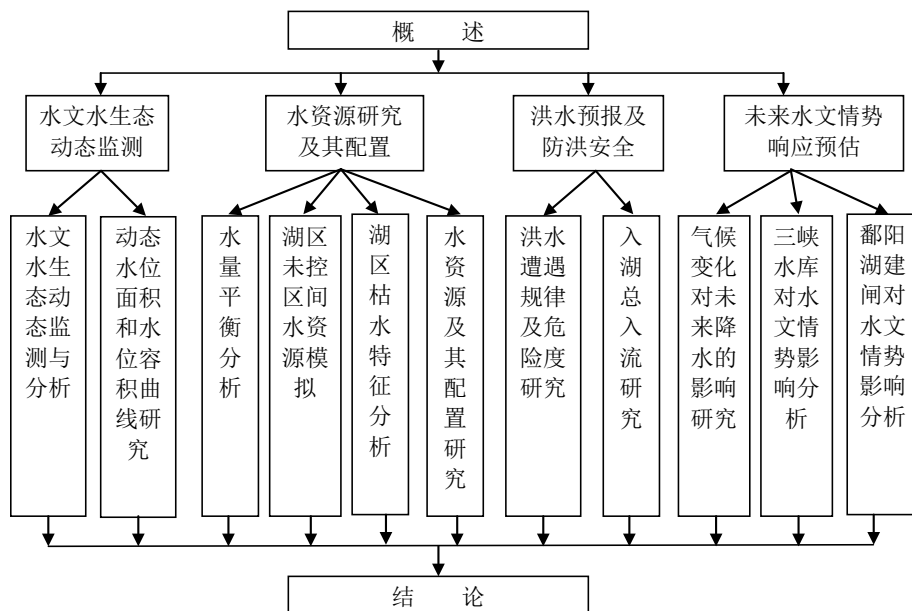 概 述
水文水生态
动态监测
水资源研究
及其配置
洪水预报及
防洪安全
未来水文情势
响应预估
水文
水生
态动
态监
测与
分析
动态
水位
面积
和水
位容
积曲
线研
究
水
量
平
衡
分
析
湖区
未控
区间
水资
源模
拟
湖
区
枯
水
特
征
分
析
水
资
源
及
其
配
置
研
究
洪水
遭遇
规律
及危
险度
研究
入
湖
总
入
流
研
究
气候
变化
对未
来降
水的
影响
研究
三峡
水库
对水
文情
势影
响分
析
鄱阳
湖建
闸对
水文
情势
影响
分析
结 论